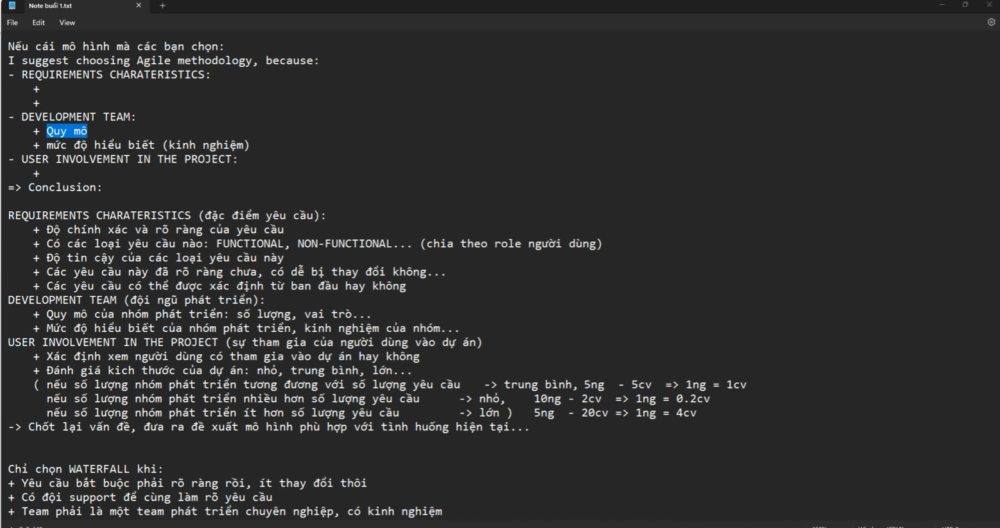 Note buổi 1.txt
File Edit View
Nếu cái mô hình mà các bạn chọn:
I suggest choosing Agile methodology, because:
- REQUIREMENTS CHARATERISTICS:
+
+
- DEVELOPMENT TEAM:
+ Quy mô
+ mức độ hiểu biết (kinh nghiệm)
- USER INVOLVEMENT IN THE PROJECT:
+
=> Conclusion:
REQUIREMENTS CHARATERISTICS (đặc điểm yêu cầu):
+ Độ chính xác và rõ ràng của yêu cầu
+ Có các loại yêu cầu nào: FUNCTIONAL, NON-FUNCTIONAL... (chia theo role người dùng)
+ Độ tin cậy của các loại yêu cầu này
+ Các yêu cầu này đã rõ ràng chưa, có dễ bị thay đổi không...
+ Các yêu cầu có thể được xác định từ ban đầu hay không
DEVELOPMENT TEAM (đội ngũ phát triển):
+ Quy mô của nhóm phát triển: số lượng, vai trò...
+ Mức độ hiểu biết của nhóm phát triển, kinh nghiệm của nhóm...
USER INVOLVEMENT IN THE PROJECT (sự tham gia của người dùng vào dự án)
+ Xác định xem người dùng có tham gia vào dự án hay không
+ Đánh giá kich thước của dự án: nhỏ, trung bình, lớn...
( nếu số lượng nhóm phát triển tương đương với số lượng yêu cầu -> trung bình, 5ng - 5cv => 1ng = 1cv
nếu số lượng nhóm phát triển nhiều hơn số lượng yêu cầu -> nhỏ, 10ng - 2cv => 1ng = 0.2cv
nếu số lượng nhóm phát triển ít hơn số lượng yêu cầu -> lớn ) 5ng - 20cv => 1ng = 4cv
-> Chốt lại vấn đề, đưa ra đề xuất mô hình phù hợp với tình huống hiện tại...
Chỉ chọn WATERFALL khi:
+ Yêu cầu bắt buộc phải rõ ràng rồi, ít thay đổi thôi
+ Có đội support để cùng làm rõ yêu cầu
+ Team phải là một team phát triển chuyên nghiệp, có kinh nghiệm